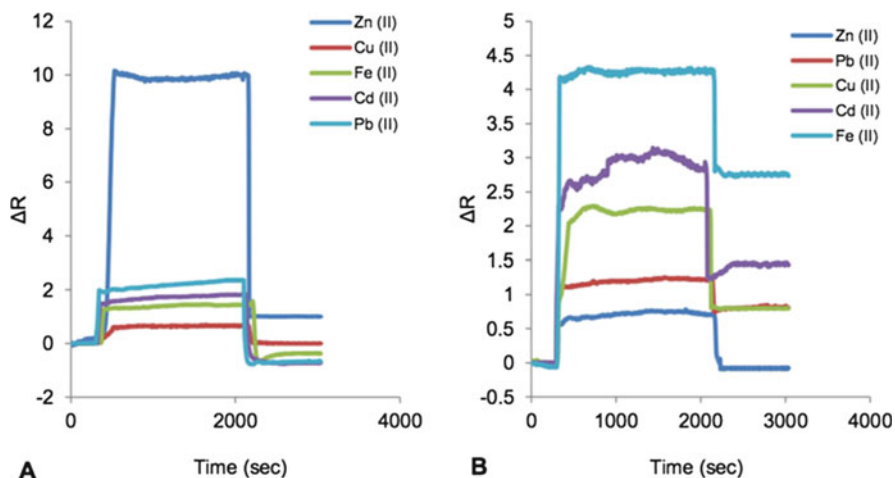 12
10
8
6
4
2
0
-2
ΔR
0
2000
4000
Time (sec)
Zn (II)
Cu (II)
Fe (II)
Cd (II)
Pb (II)
A
5
4.5
4
3.5
3
2.5
2
1.5
1
0.5
0
-0.5
ΔR
0
1000
2000
3000
4000
Time (sec)
Zn (II)
Pb (II)
Cu (II)
Cd (II)
Fe (II)
B